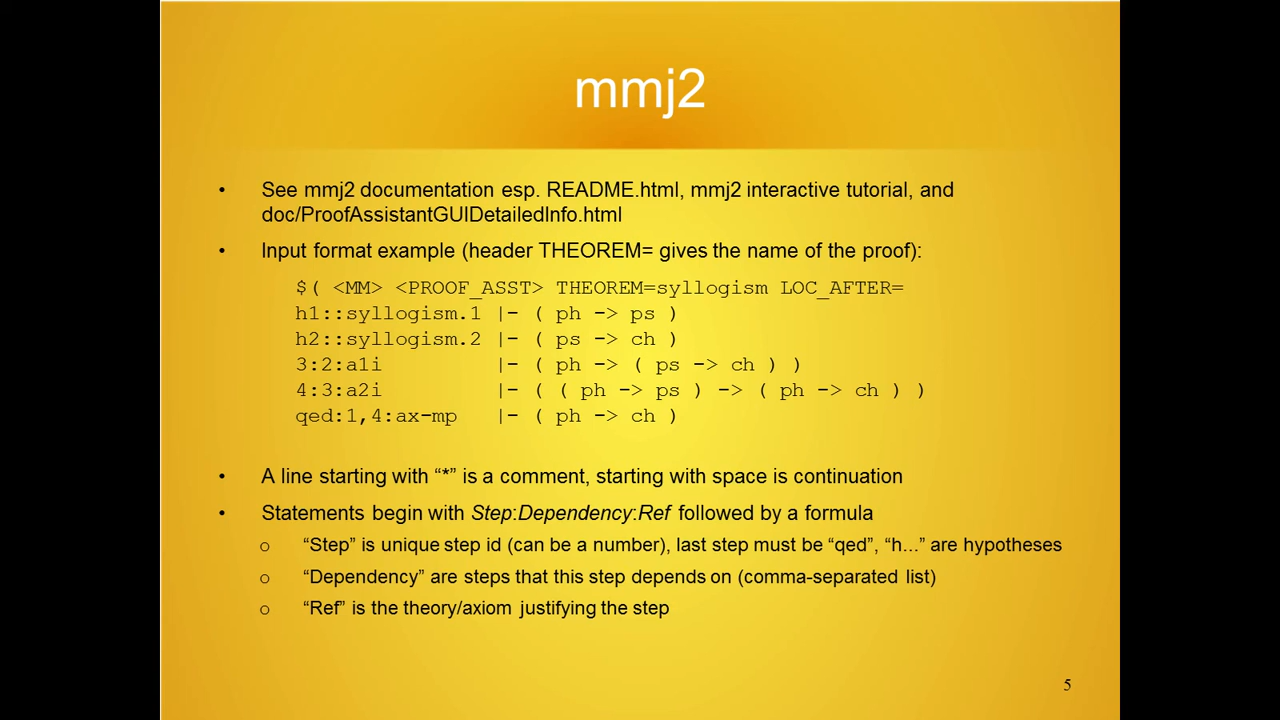 mmj2
• See mmj2 documentation esp. README.html, mmj2 interactive tutorial, and
doc/ProofAssistantGUIDetailedInfo.html
• Input format example (header THEOREM= gives the name of the proof):
$( <MM> <PROOF_ASST> THEOREM=syllogism LOC_AFTER=
h1::syllogism.1 |- ( ph -> ps )
h2::syllogism.2 |- ( ps -> ch )
3:2:a1i |- ( ph -> ( ps -> ch ) )
4:3:a2i |- ( ( ph -> ps ) -> ( ph -> ch ) )
qed:1,4:ax-mp |- ( ph -> ch )
• A line starting with “*” is a comment, starting with space is continuation
• Statements begin with Step:Dependency:Ref followed by a formula
o “Step” is unique step id (can be a number), last step must be “qed”, “h...” are hypotheses
o “Dependency” are steps that this step depends on (comma-separated list)
o “Ref” is the theory/axiom justifying the step
5